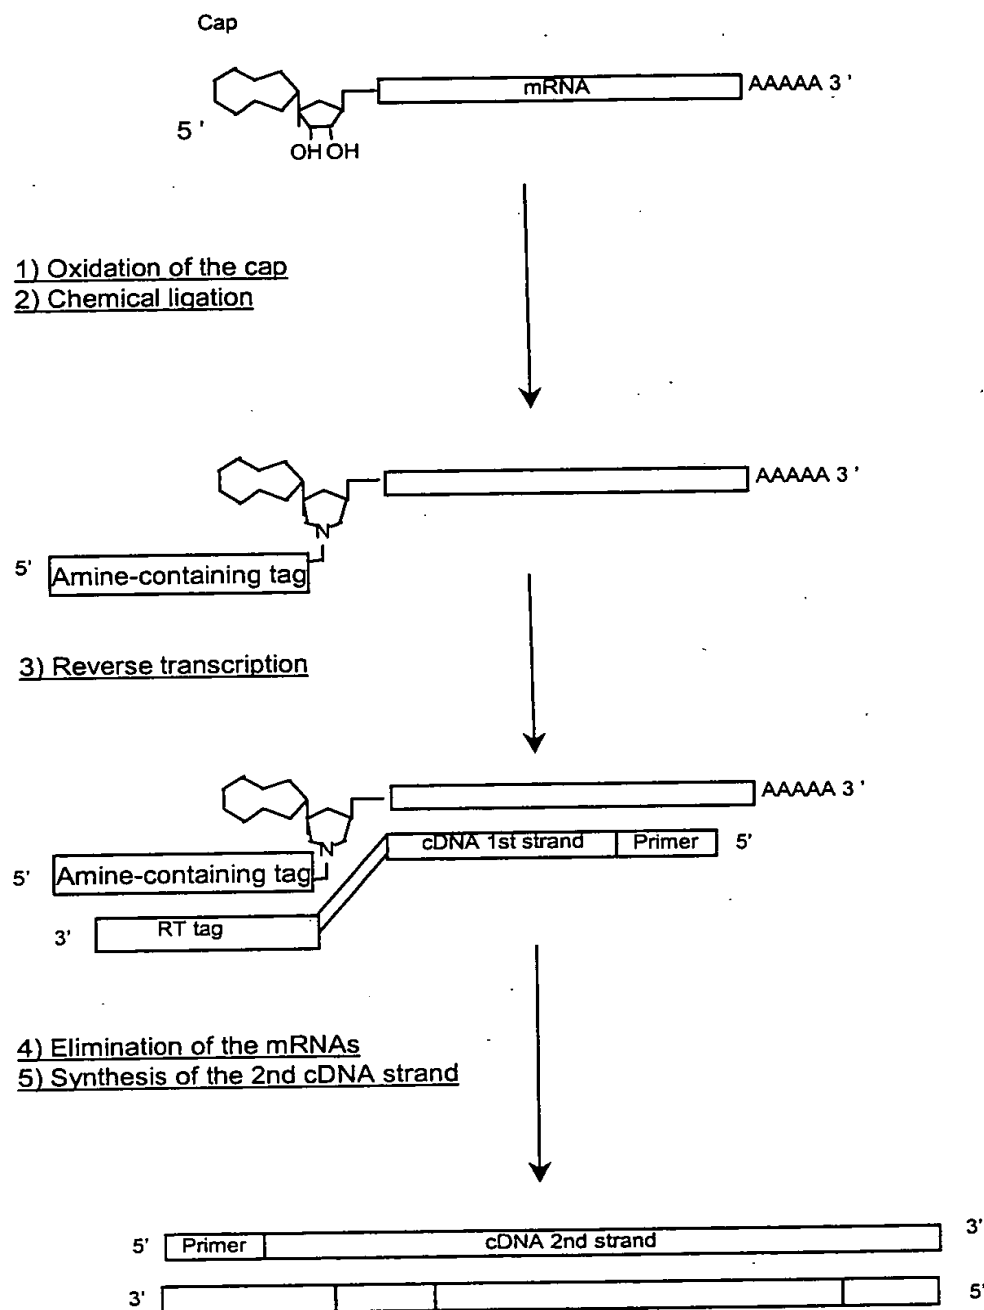 Cap
mRNA
AAAAA 3 '
5 '
OH OH
1) Oxidation of the cap
2) Chemical ligation
AAAAA 3 '
N
5' Amine-containing tag
3) Reverse transcription
AAAAA 3 '
cDNA 1st strand Primer 5'
N
5' Amine-containing tag
3' RT tag
4) Elimination of the mRNAs
5) Synthesis of the 2nd cDNA strand
5' Primer cDNA 2nd strand 3'
3' 5'